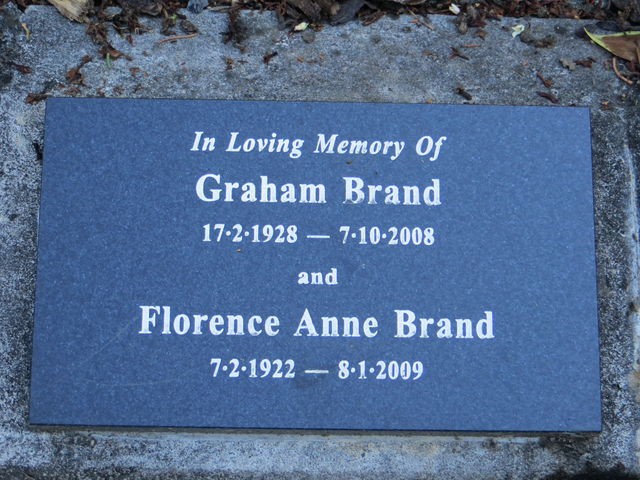 In Loving Memory Of
Graham Brand
17·2·1928 — 7·10·2008
and
Florence Anne Brand
7·2·1922 — 8·1·2009